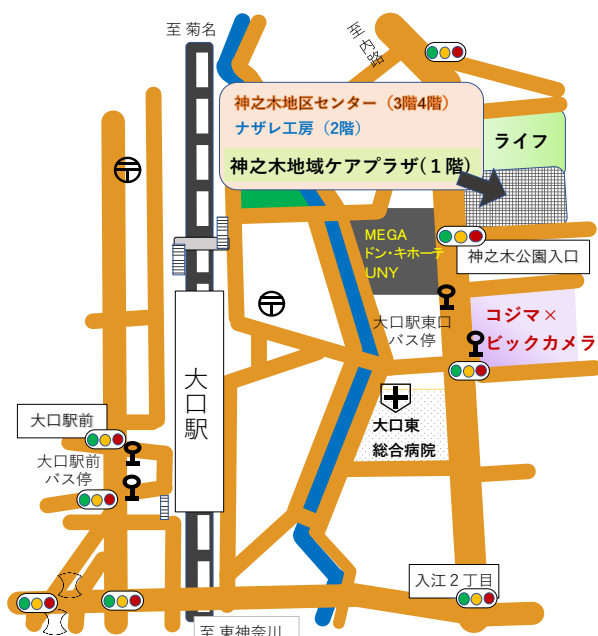 至 菊名
至内路
神之木地区センター（3階4階）
ナザレ工房（2階）
神之木地域ケアプラザ(１階)
ライフ
MEGA
ドン・キホーテ
UNY
神之木公園入口
大口駅東口
バス停
コジマ×
ビックカメラ
大口駅
大口駅前
大口駅前
バス停
大口東
総合病院
入江２丁目
至 東神奈川